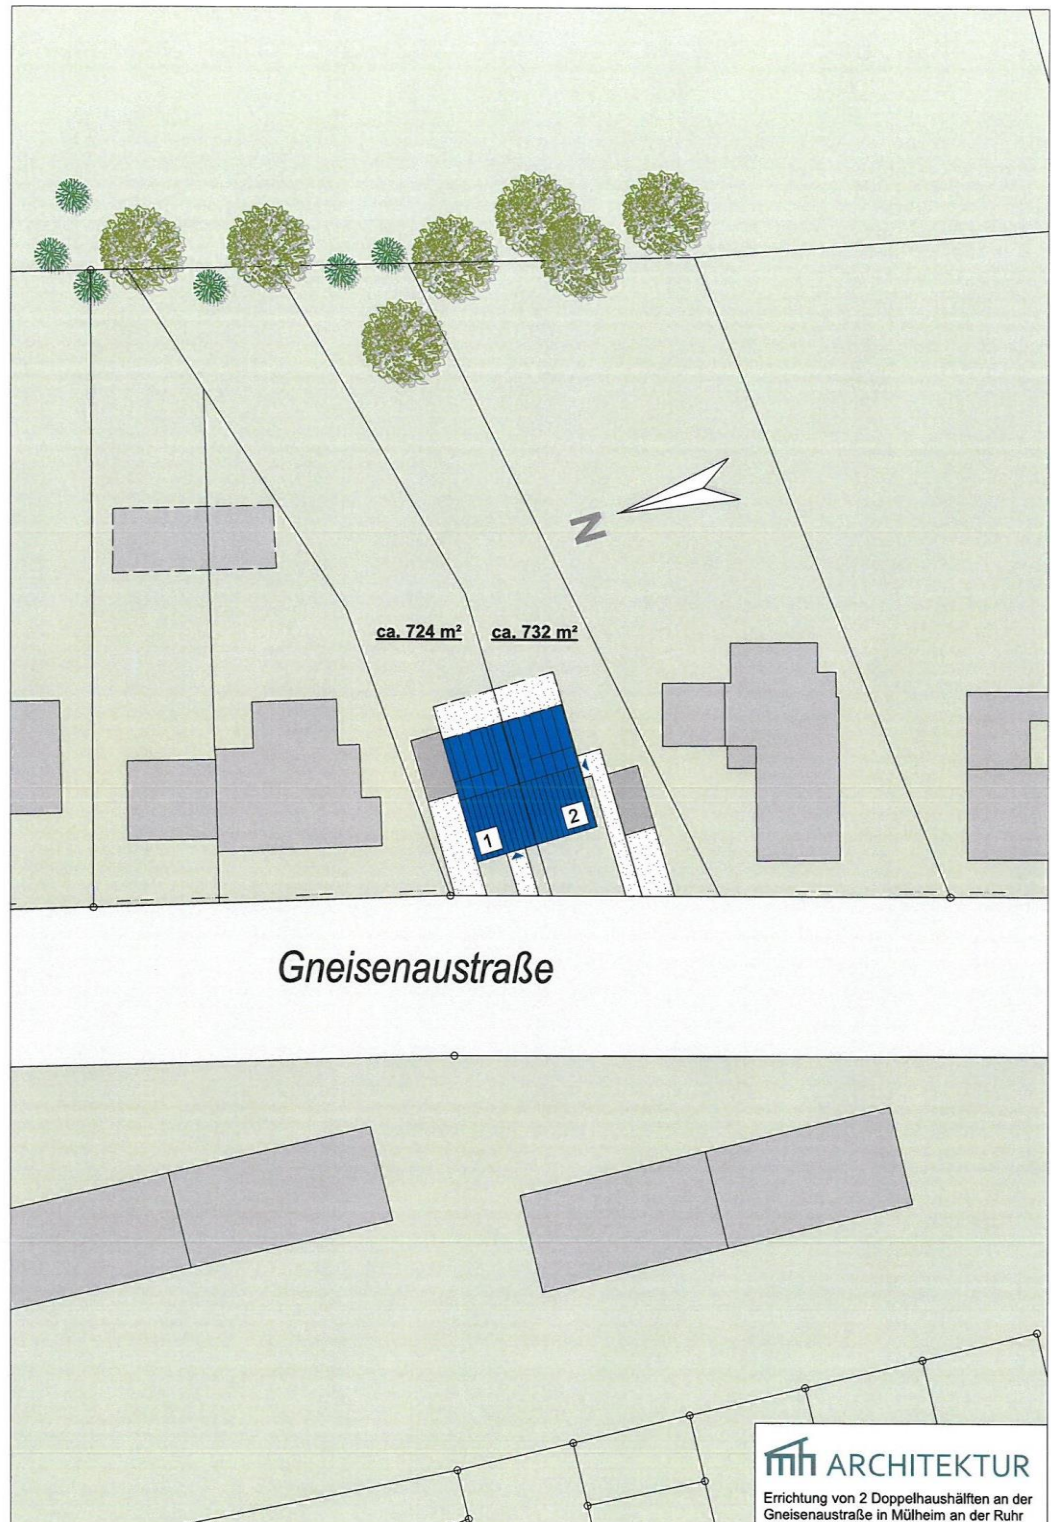 N
ca. 724 m²
ca. 732 m²
1
2
Gneisenaustraße
mh ARCHITEKTUR
Errichtung von 2 Doppelhaushälften an der
Gneisenaustraße in Mülheim an der Ruhr